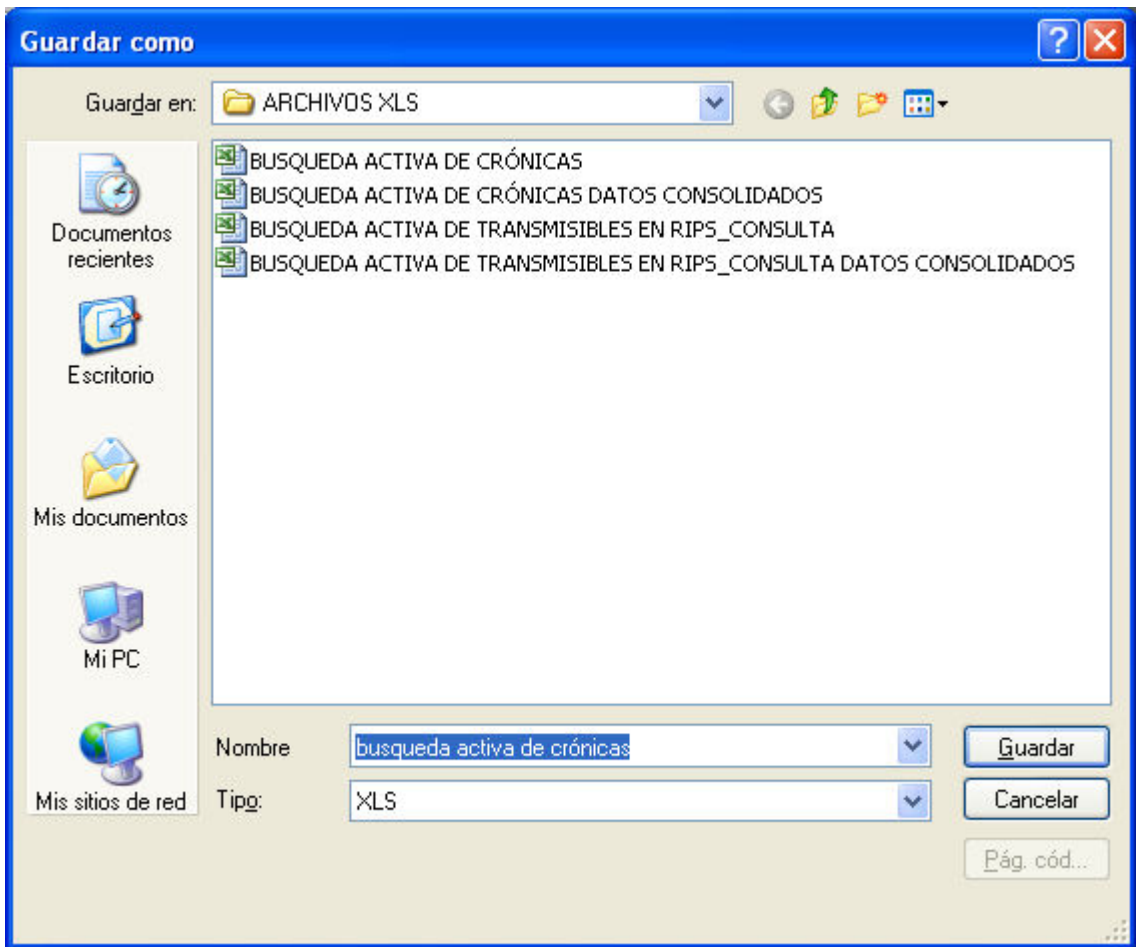 Guardar como
Guardar en:
ARCHIVOS XLS
BUSQUEDA ACTIVA DE CRÓNICAS
BUSQUEDA ACTIVA DE CRÓNICAS DATOS CONSOLIDADOS
BUSQUEDA ACTIVA DE TRANSMISIBLES EN RIPS_CONSULTA
BUSQUEDA ACTIVA DE TRANSMISIBLES EN RIPS_CONSULTA DATOS CONSOLIDADOS
Documentos
recientes
Escritorio
Mis documentos
Mi PC
Mis sitios de red
Nombre
busqueda activa de crónicas
Guardar
Tipo:
XLS
Cancelar
Pág. cód...